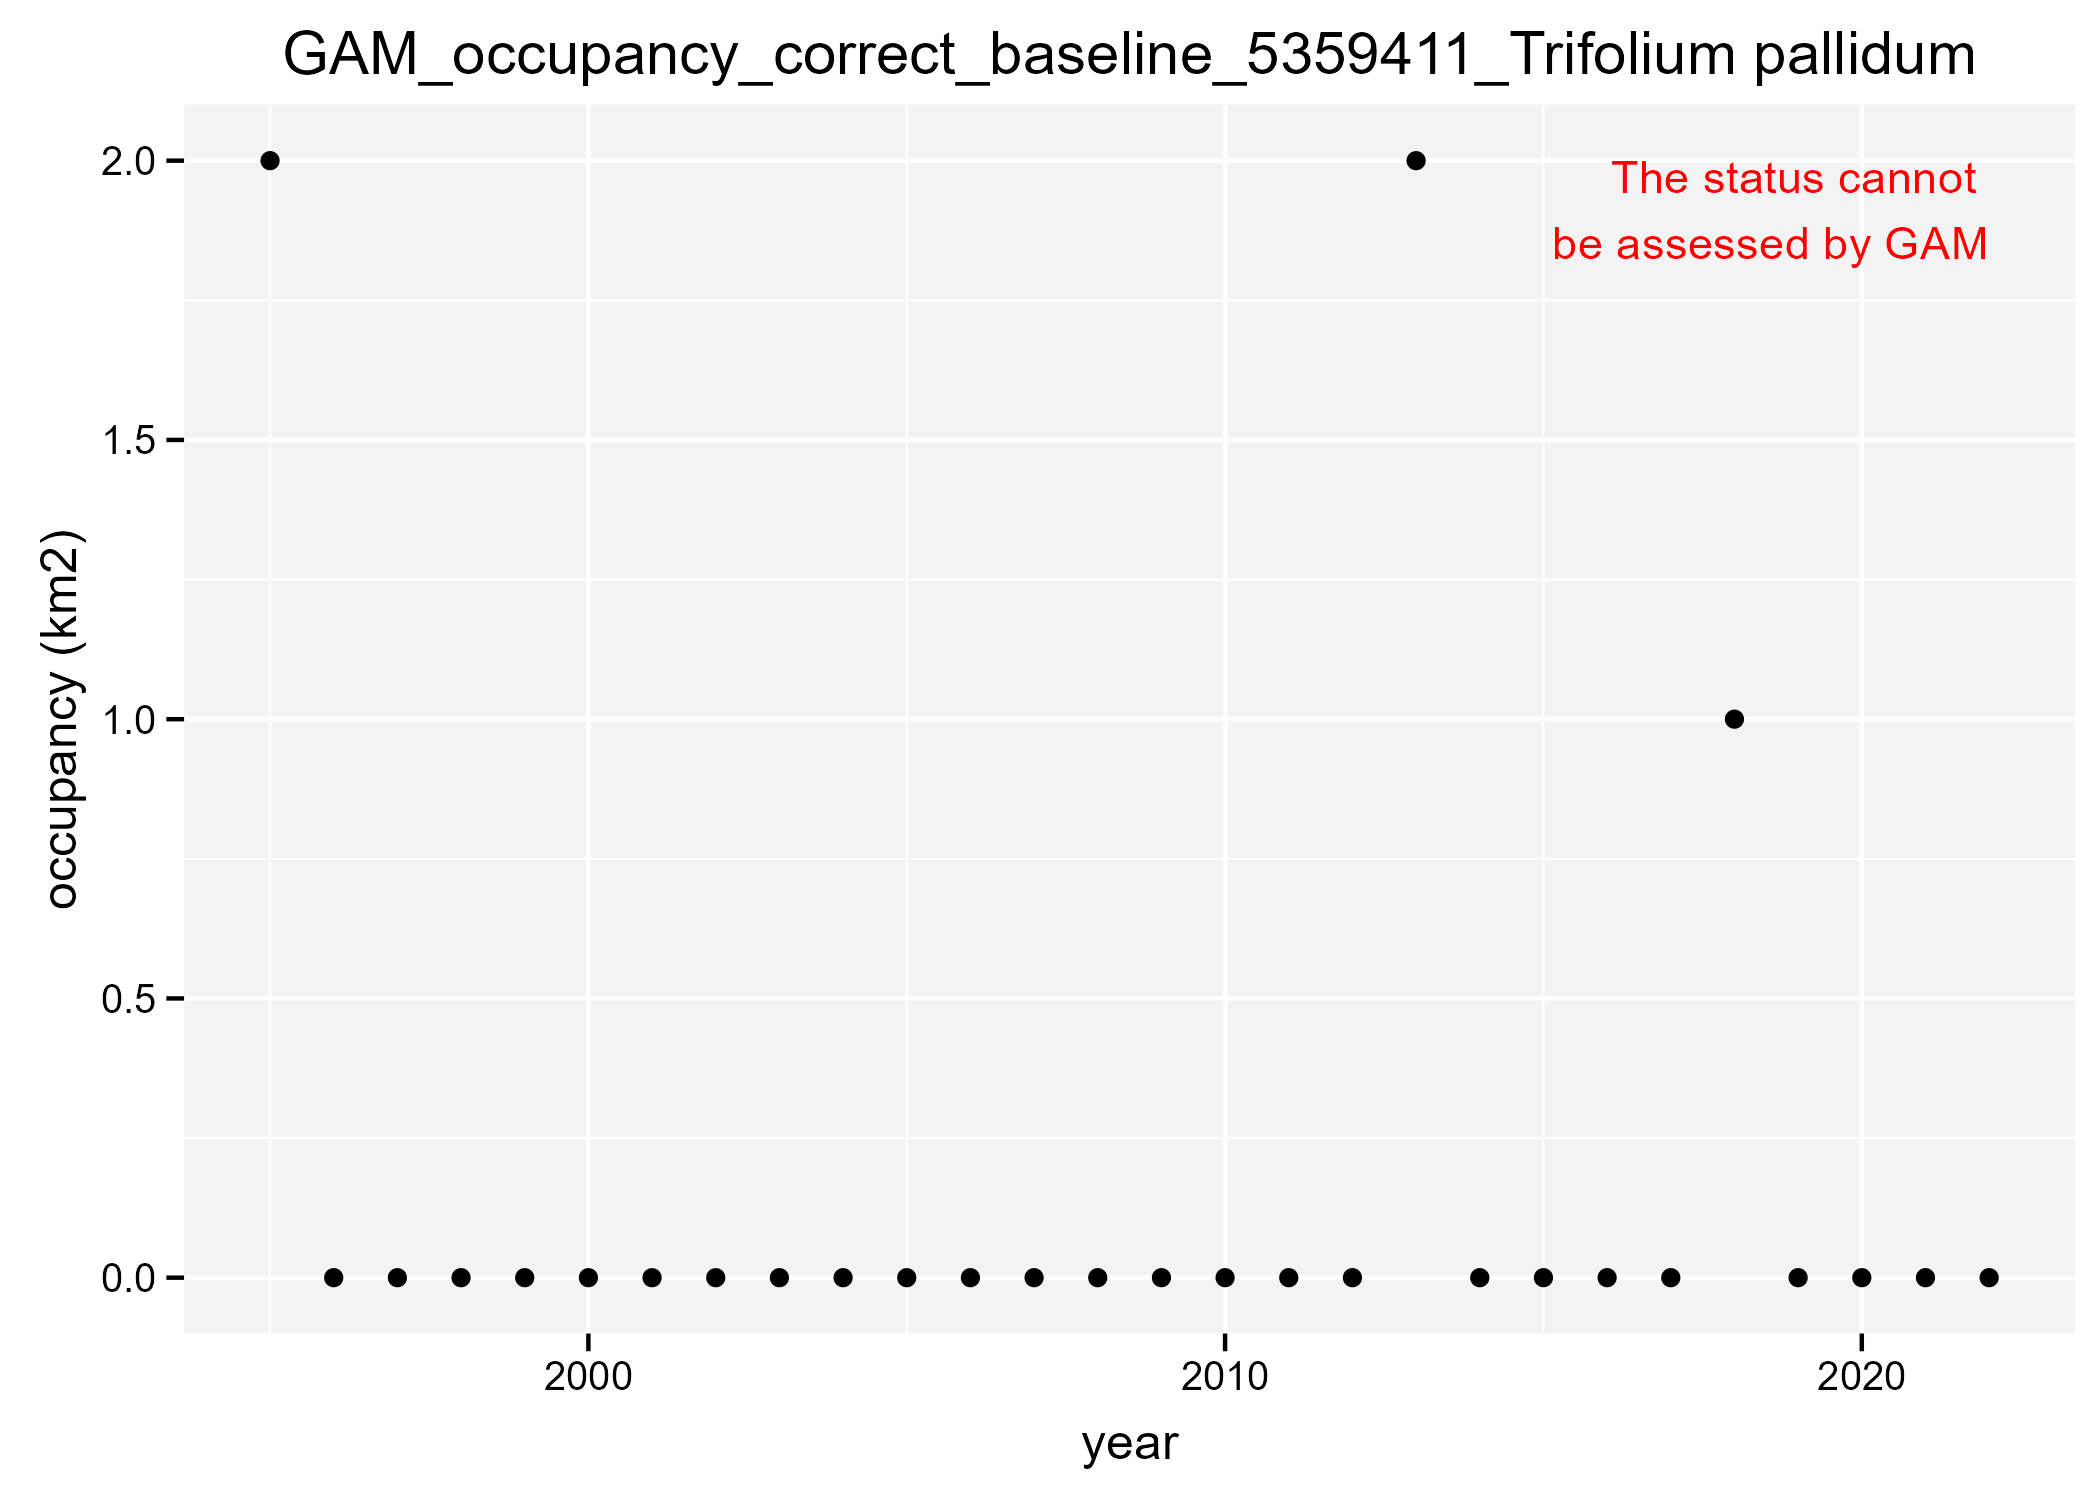 GAM_occupancy_correct_baseline_5359411_Trifolium pallidum
The status cannot
be assessed by GAM
occupancy (km2)
2.0
1.5
1.0
0.5
0.0
2000 2010 2020
year